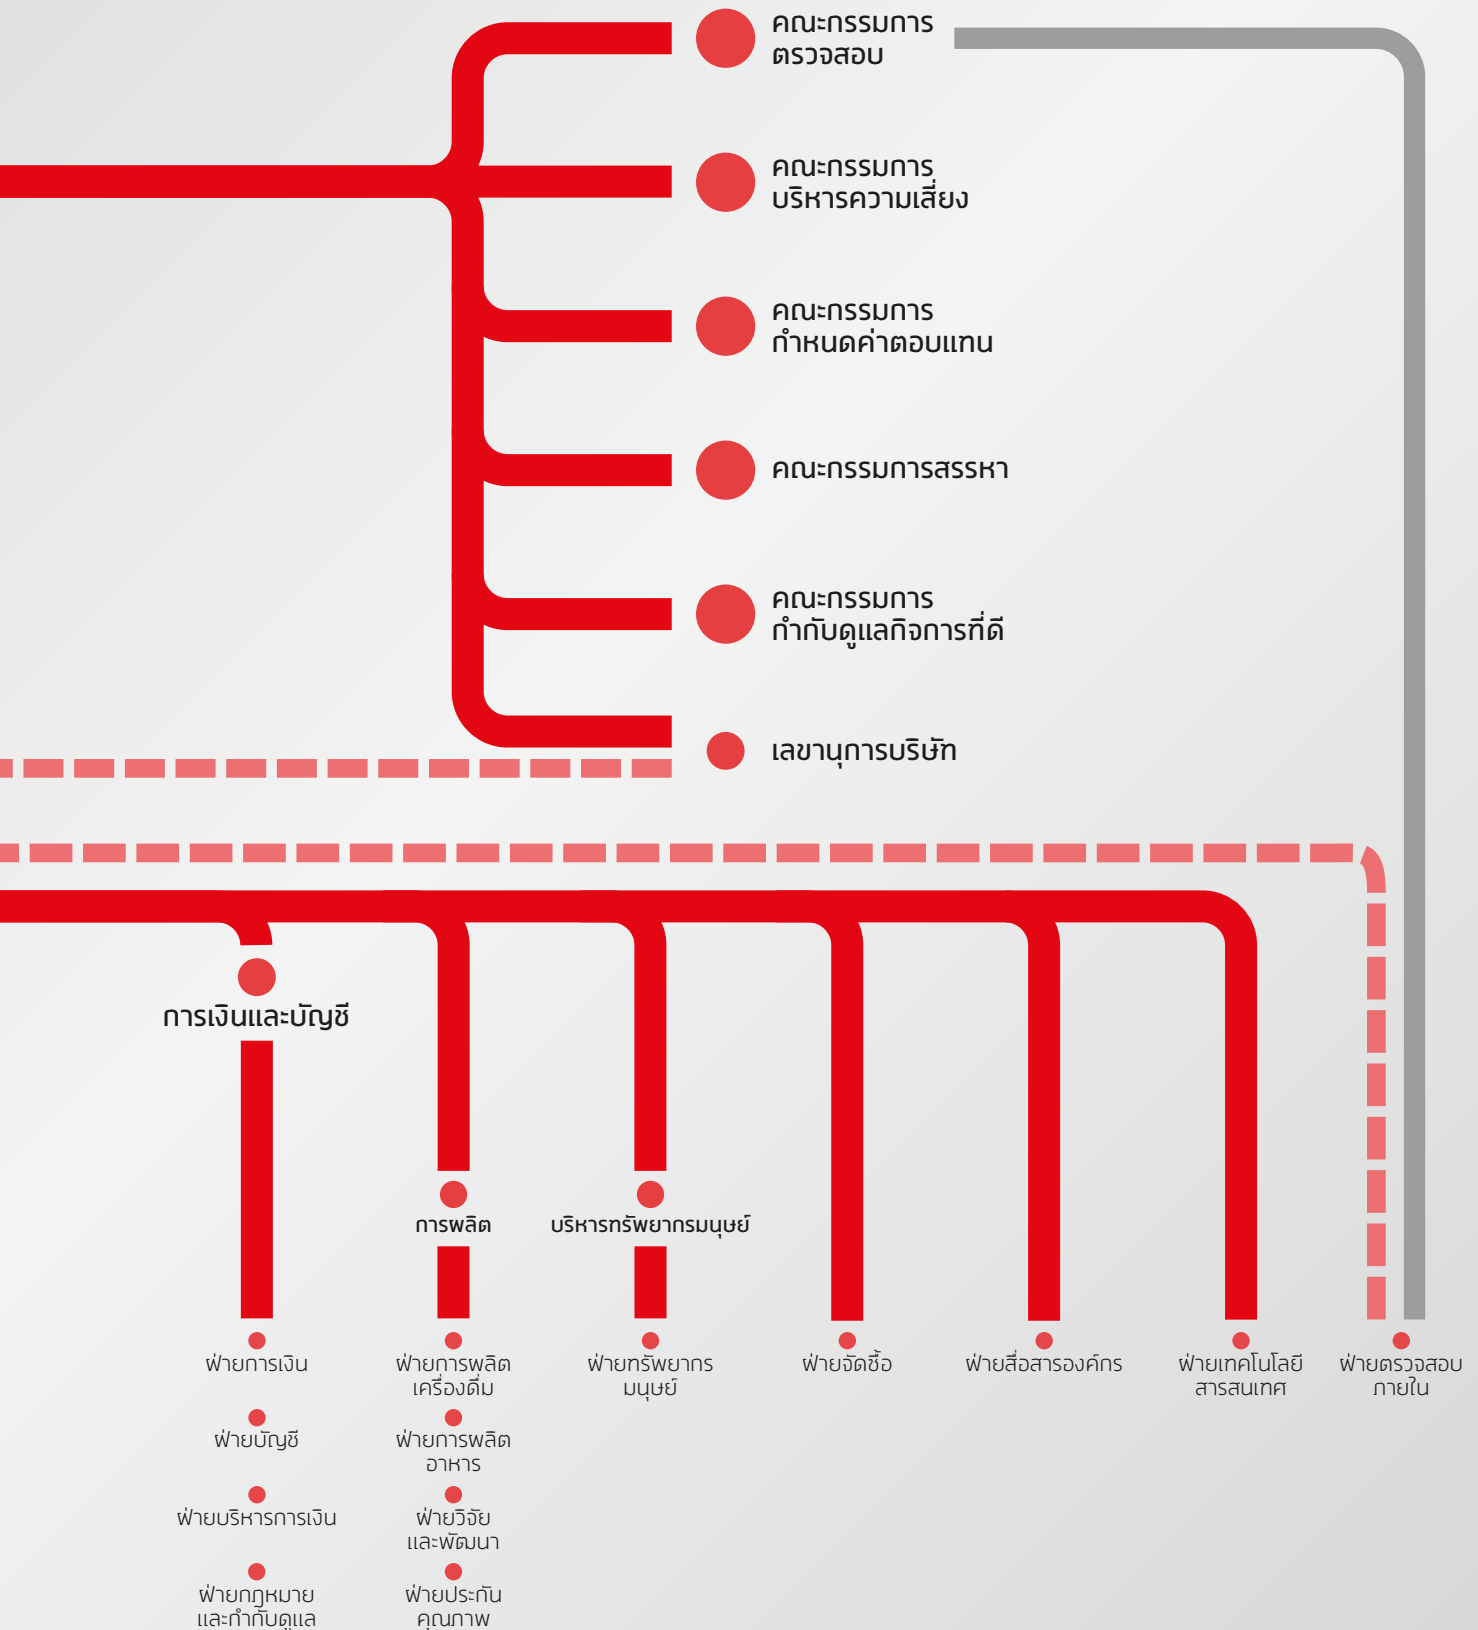 คณะกรรมการ
ตรวจสอบ
คณะกรรมการ
บริหารความเสี่ยง
คณะกรรมการ
กำหนดค่าตอบแทน
คณะกรรมการสรรหา
คณะกรรมการ
กำกับดูแลกิจการที่ดี
เลขานุการบริษัท
การเงินและบัญชี
การผลิต
บริหารทรัพยากรมนุษย์
ฝ่ายการเงิน
ฝ่ายบัญชี
ฝ่ายบริหารการเงิน
ฝ่ายกฎหมาย
และกำกับดูแล
ฝ่ายการผลิต
เครื่องดื่ม
ฝ่ายการผลิต
อาหาร
ฝ่ายวิจัย
และพัฒนา
ฝ่ายประกัน
คุณภาพ
ฝ่ายทรัพยากร
มนุษย์
ฝ่ายจัดซื้อ
ฝ่ายสื่อสารองค์กร
ฝ่ายเทคโนโลยี
สารสนเทศ
ฝ่ายตรวจสอบ
ภายใน